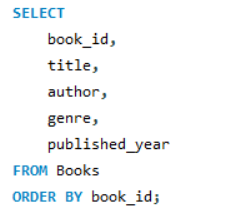 SELECT
    book_id,
    title,
    author,
    genre,
    published_year
FROM Books
ORDER BY book_id;